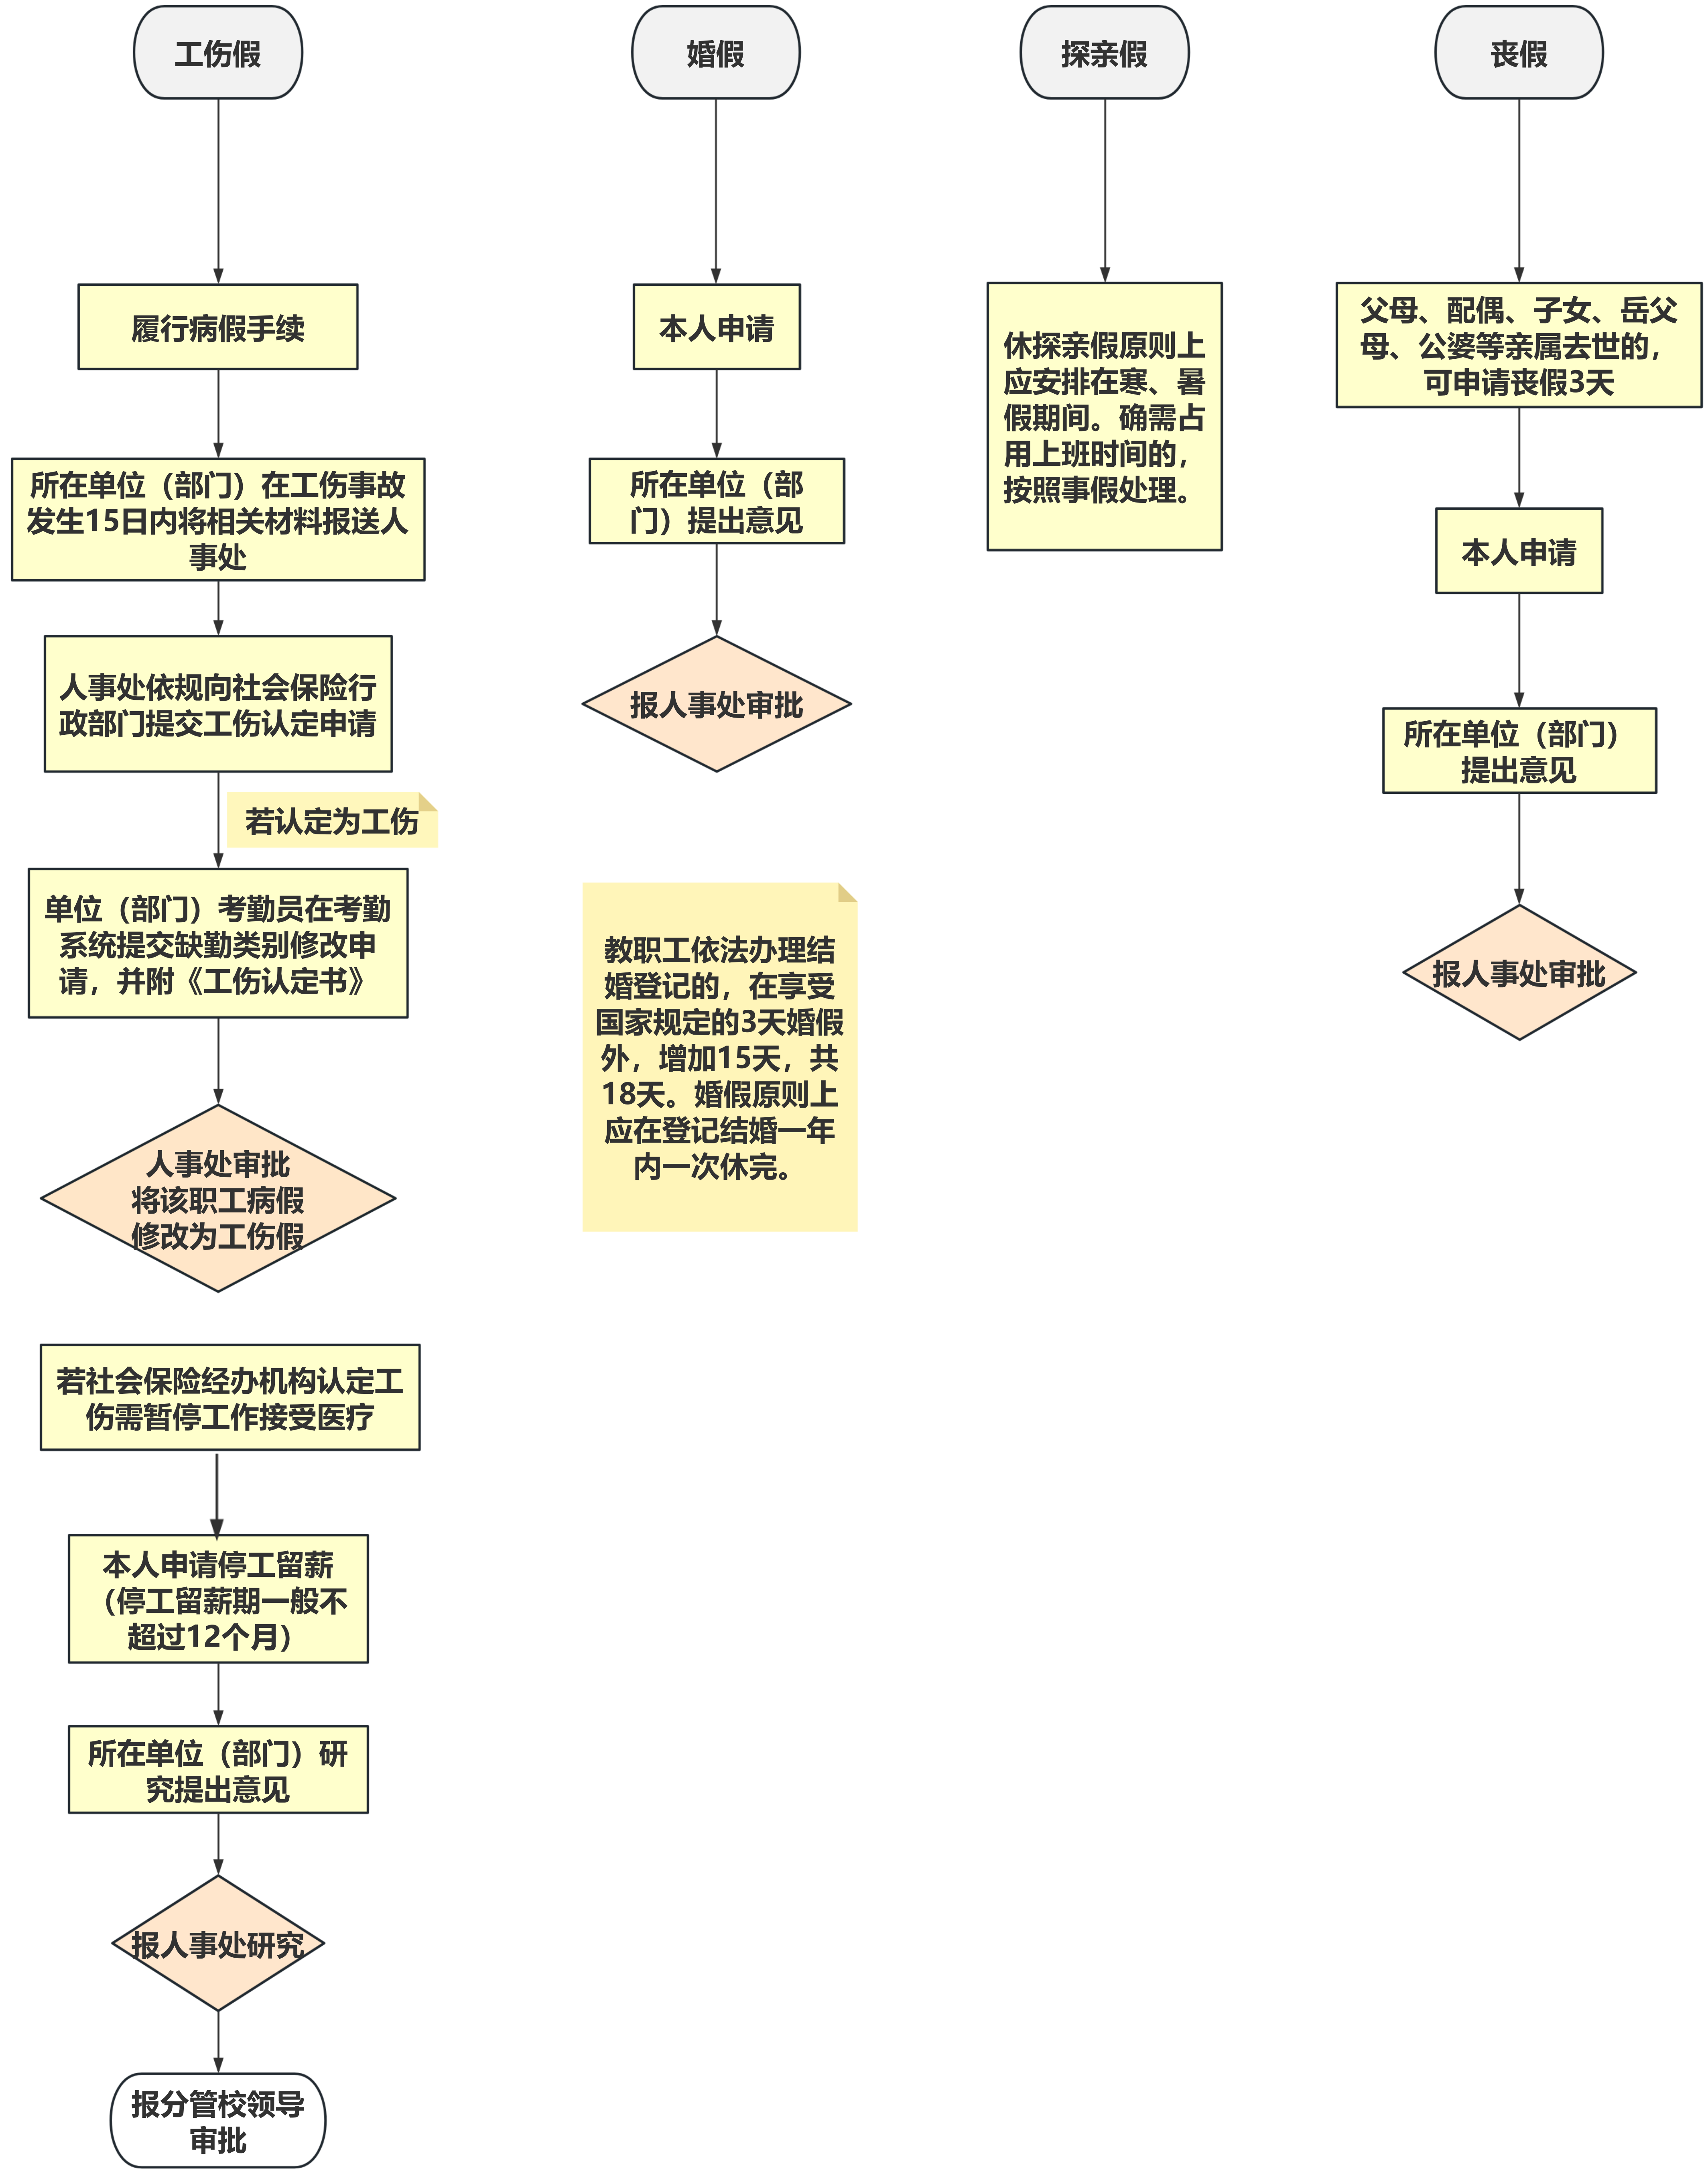 工伤假
履行病假手续
所在单位（部门）在工伤事故
发生15日内将相关材料报送人
事处
人事处依规向社会保险行
政部门提交工伤认定申请
若认定为工伤
单位（部门）考勤员在考勤
系统提交缺勤类别修改申
请，并附《工伤认定书》
人事处审批
将该职工病假
修改为工伤假
若社会保险经办机构认定工
伤需暂停工作接受医疗
本人申请停工留薪
（停工留薪期一般不
超过12个月）
所在单位（部门）研
究提出意见
报人事处研究
报分管校领导
审批
婚假
本人申请
所在单位（部
门）提出意见
报人事处审批
教职工依法办理结
婚登记的，在享受
国家规定的3天婚假
外，增加15天，共
18天。婚假原则上
应在登记结婚一年
内一次休完。
探亲假
休探亲假原则上
应安排在寒、暑
假期间。确需占
用上班时间的，
按照事假处理。
丧假
父母、配偶、子女、岳父
母、公婆等亲属去世的，
可申请丧假3天
本人申请
所在单位（部门）
提出意见
报人事处审批